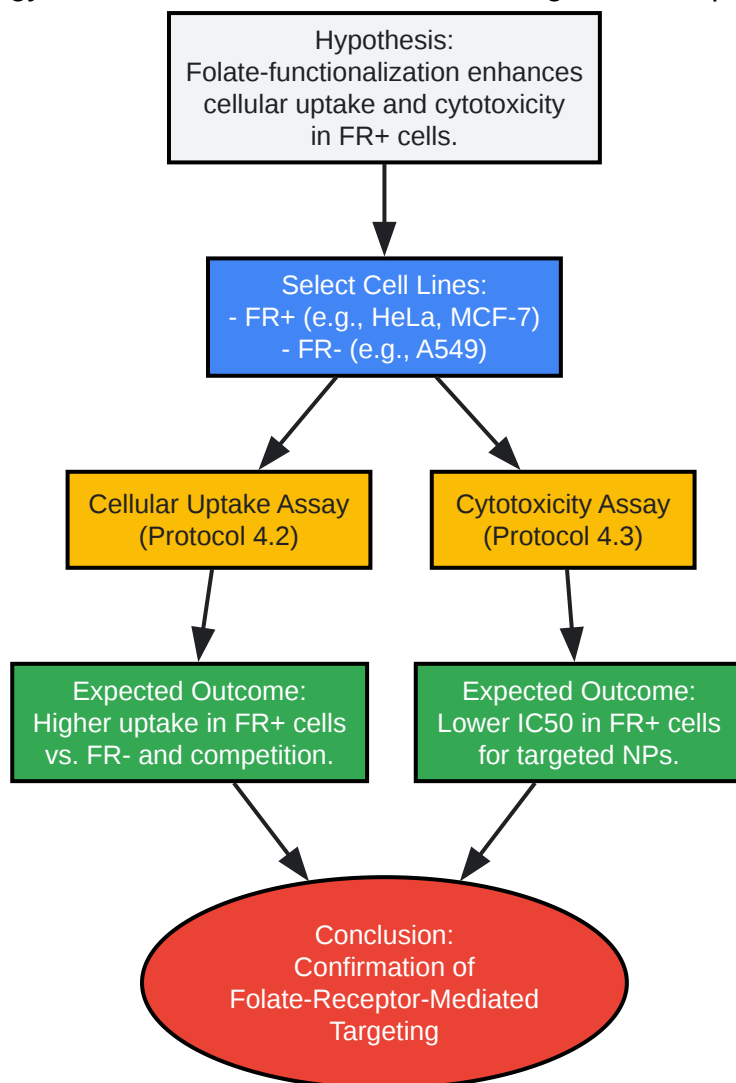 Hypothesis:
Folate-functionalization enhances
cellular uptake and cytotoxicity
in FR+ cells.
Select Cell Lines:
- FR+ (e.g., HeLa, MCF-7)
- FR- (e.g., A549)
Cellular Uptake Assay
(Protocol 4.2)
Cytotoxicity Assay
(Protocol 4.3)
Expected Outcome:
Higher uptake in FR+ cells
vs. FR- and competition.
Expected Outcome:
Lower IC50 in FR+ cells
for targeted NPs.
Conclusion:
Confirmation of
Folate-Receptor-Mediated
Targeting